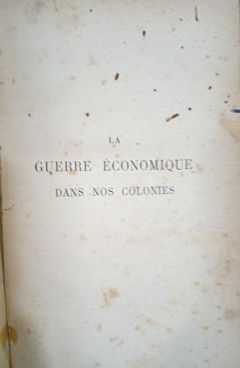 LA
GUERRE ÉCONOMIQUE
DANS NOS COLONIES